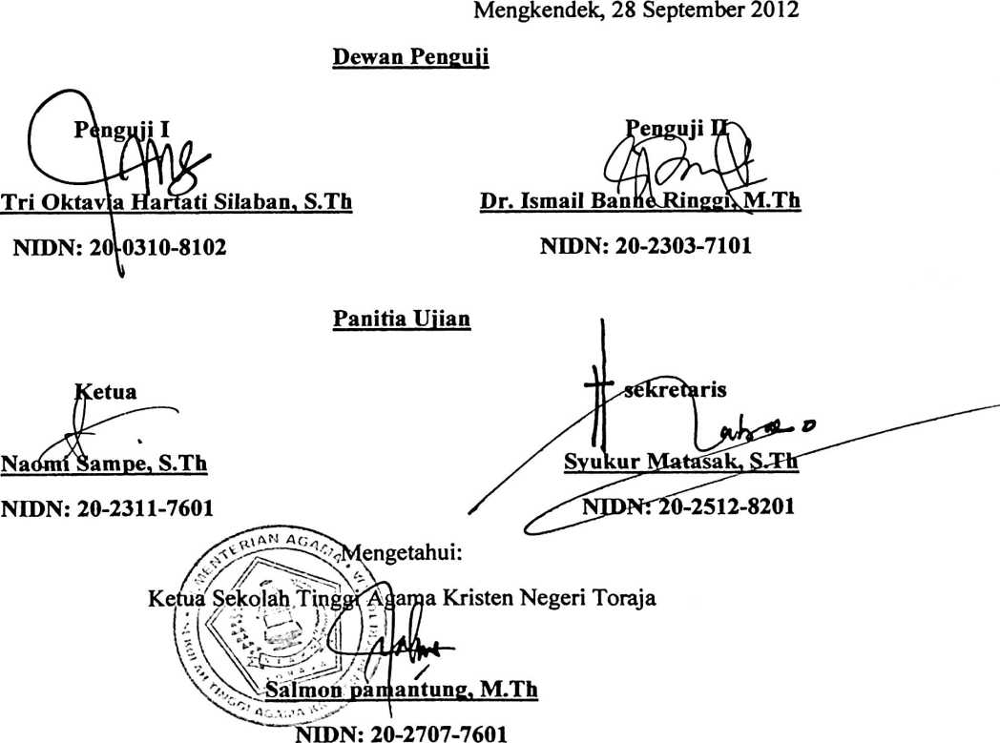 Mengkendek, 28 September 2012
Dewan Penguji
Penguji I
Penguji II
Tri Oktavia Hartati Silaban, S.Th
Dr. Ismail Banne Ringgi, M.Th
NIDN: 20-0310-8102
NIDN: 20-2303-7101
Panitia Ujian
Ketua
sekretaris
Naomi Sampe, S.Th
Syukur Matasak, S.Th
NIDN: 20-2311-7601
NIDN: 20-2512-8201
Mengetahui:
Ketua Sekolah Tinggi Agama Kristen Negeri Toraja
Salmon pamantung, M.Th
NIDN: 20-2707-7601